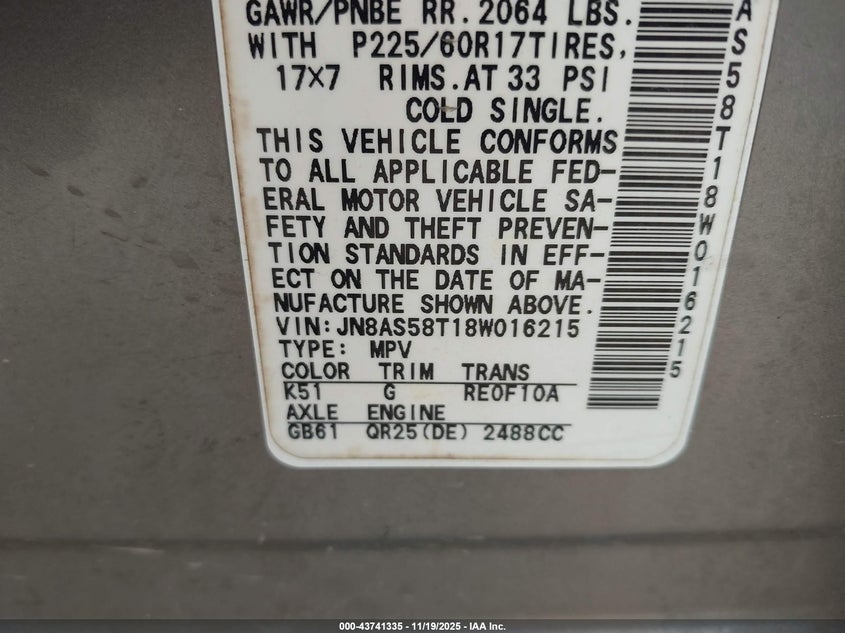 GAWR/PNBE RR. 2064 LBS.
WITH P225/60R17TIRES,
17×7 RIMS. AT 33 PSI
COLD SINGLE.
THIS VEHICLE CONFORMS
TO ALL APPLICABLE FED-
ERAL MOTOR VEHICLE SA-
FETY AND THEFT PREVEN-
TION STANDARDS IN EFF-
ECT ON THE DATE OF MA-
NUFACTURE SHOWN ABOVE.
VIN:JN8AS58T18W016215
TYPE: MPV
COLOR TRIM TRANS
K51 G RE0F10A
AXLE ENGINE
GB61 QR25(DE) 2488CC
AS58T18W016215
000-43741335 - 11/19/2025 - IAA Inc.